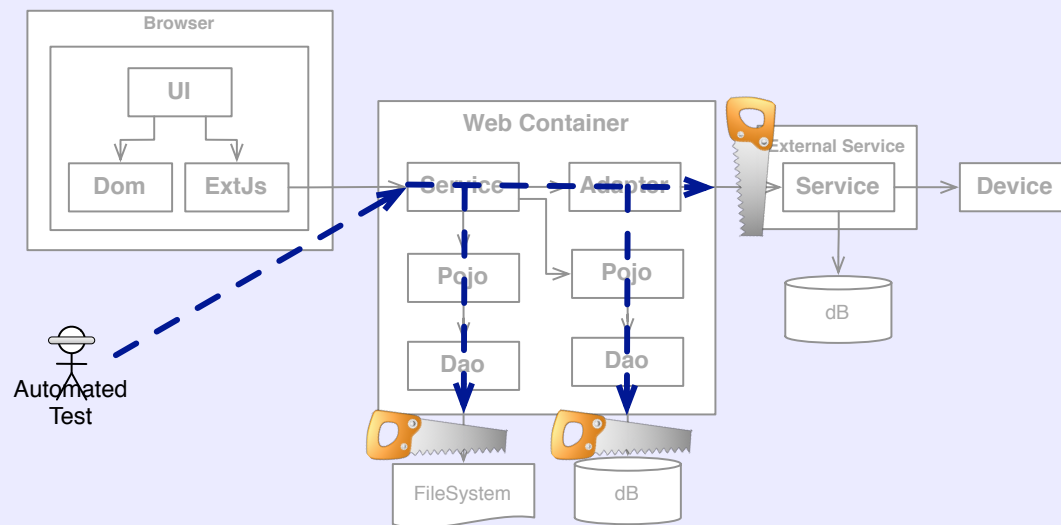 Browser
UI
Dom
ExtJs
Web Container
Service
Adapter
Pojo
Pojo
Dao
Dao
External Service
Service
Device
dB
Automated
Test
FileSystem
dB